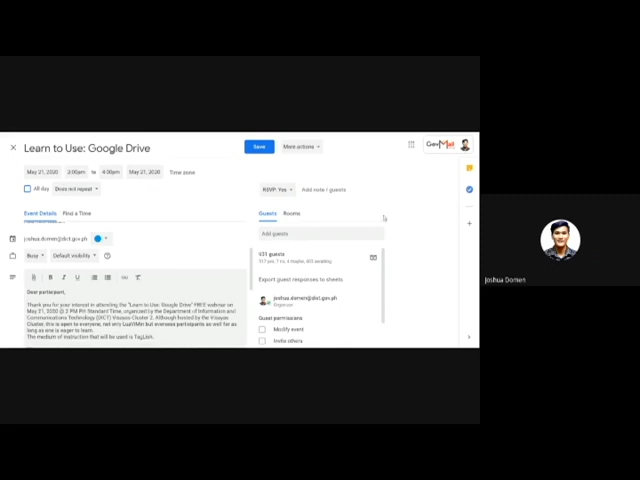 Learn to Use: Google Drive
Save
More actions
GovMail
May 21, 2020 2:00pm to 4:00pm May 21, 2020 Time zone
All day Does not repeat
RSVP: Yes Add note / guests
Event Details Find a Time
Guests Rooms
joshua.domen@dict.gov.ph
Add guests
Busy Default visibility
guests
Export guest responses to sheets
joshua.domen@dict.gov.ph
Organizer
Guest permissions
Modify event
Invite others
Dear participant,
Thank you for your interest in attending the "Learn to Use: Google Drive" FREE webinar on
May 21, 2020 @ 2 PM PH Standard Time, organized by the Department of Information and
Communications Technology (DICT) Visayas Cluster 2. Although hosted by the Visayas
Cluster, this is open to everyone, not only LuzViMin but overseas participants as well for as
long as one is eager to learn.
The medium of instruction that will be used is TagLish.
Joshua Domen